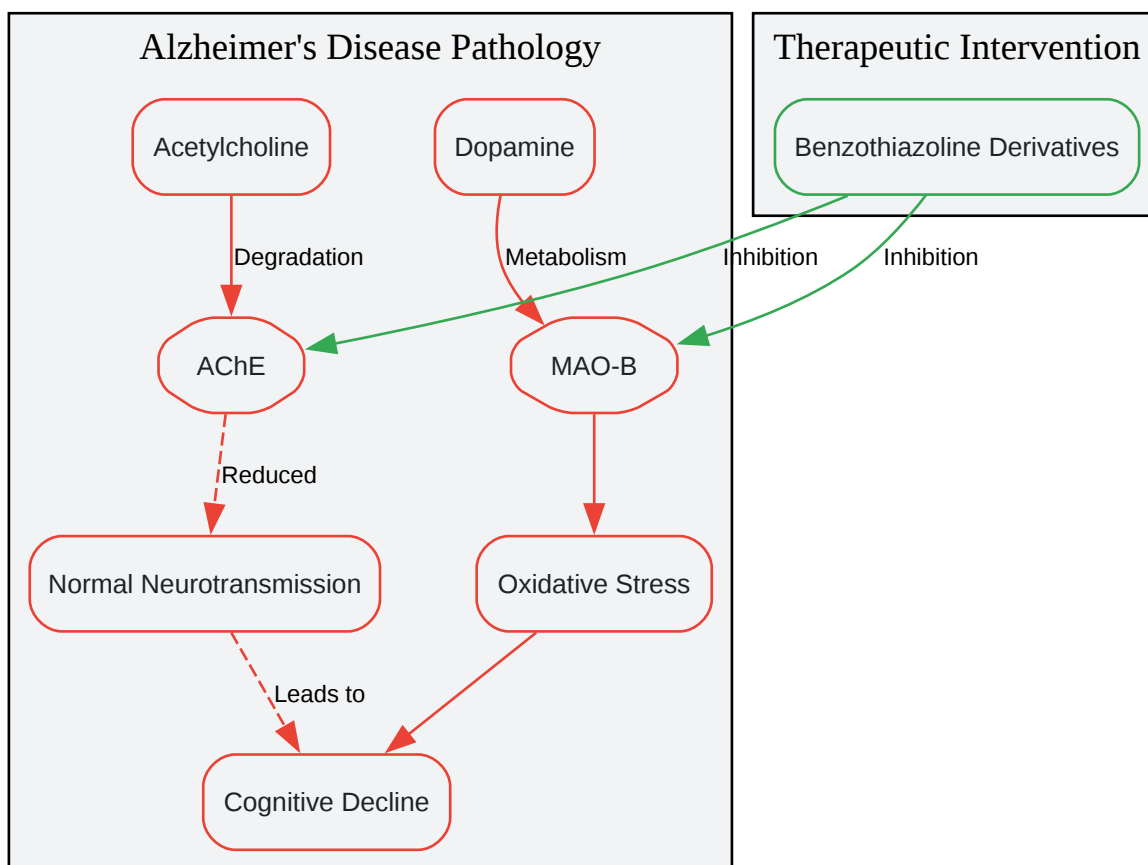 Alzheimer's Disease Pathology
Therapeutic Intervention
Acetylcholine
Dopamine
Benzothiazoline Derivatives
Degradation
Metabolism
Inhibition
Inhibition
AChE
MAO-B
Reduced
Normal Neurotransmission
Oxidative Stress
Leads to
Cognitive Decline